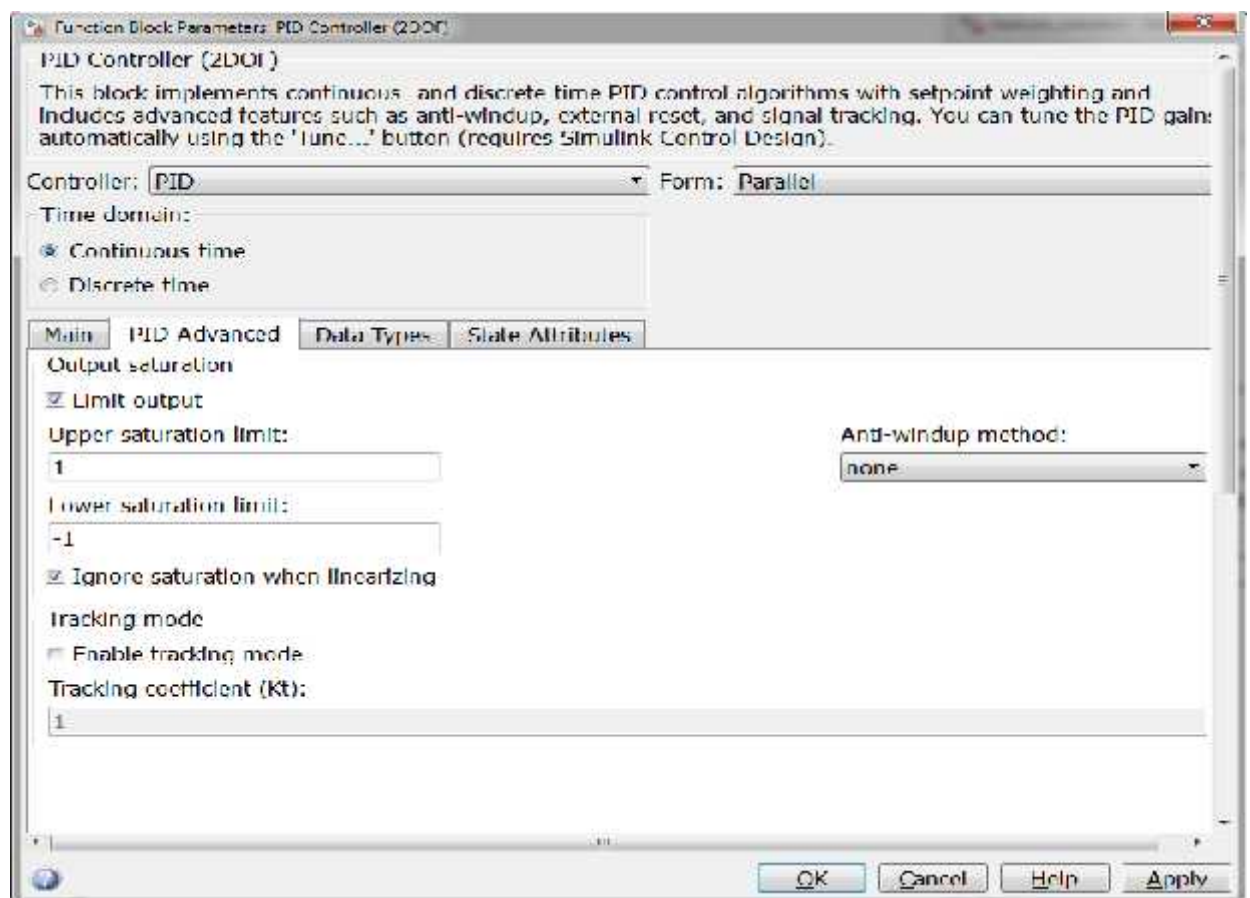 Function Block Parameters: PID Controller (2DOF)
PID Controller (2DOF)
This block implements continuous and discrete time PID control algorithms with setpoint weighting and
includes advanced features such as anti-windup, external reset, and signal tracking. You can tune the PID gains
automatically using the 'Tune...' button (requires Simulink Control Design).
Controller: PID Form: Parallel
Time domain:
Continuous time
Discrete time
Main PID Advanced Data Types State Attributes
Output saturation
Limit output
Upper saturation limit: Anti-windup method:
1 none
Lower saturation limit:
-1
Ignore saturation when linearizing
Tracking mode
Enable tracking mode
Tracking coefficient (Kt):
1
OK Cancel Help Apply